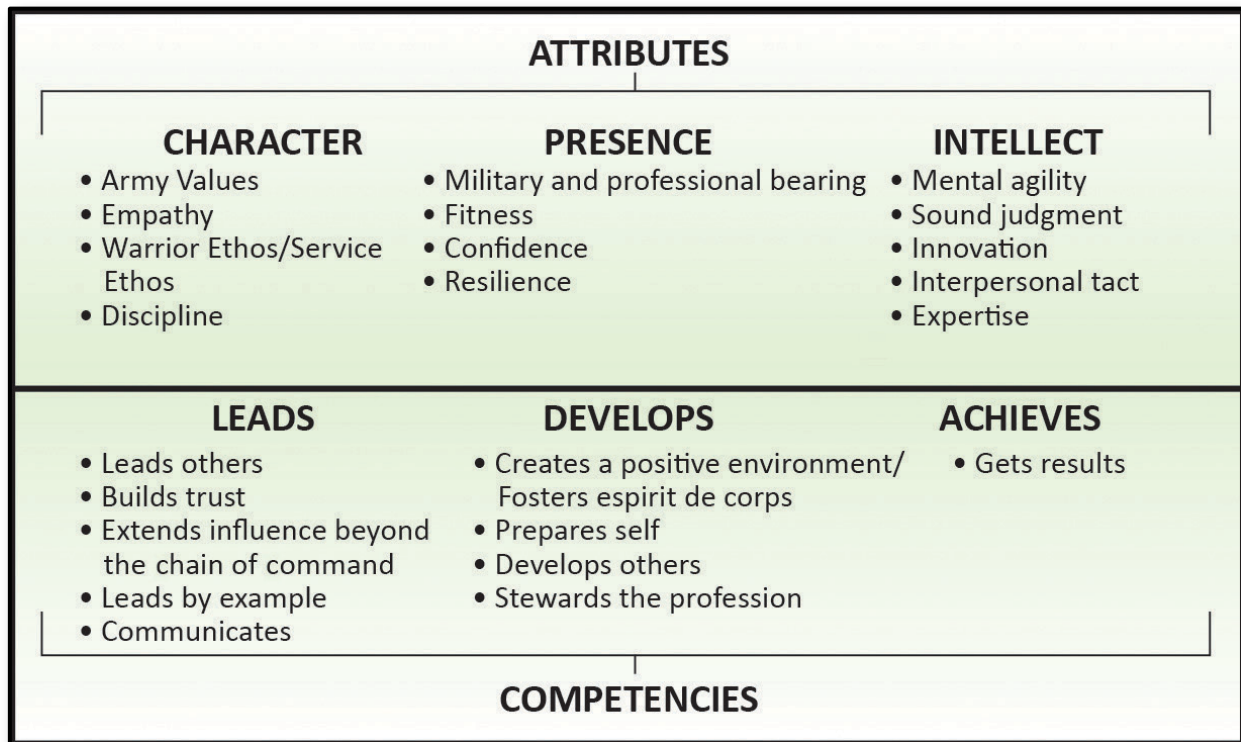 ATTRIBUTES
CHARACTER
• Army Values
• Empathy
• Warrior Ethos/Service
Ethos
• Discipline
PRESENCE
• Military and professional bearing
• Fitness
• Confidence
• Resilience
INTELLECT
• Mental agility
• Sound judgment
• Innovation
• Interpersonal tact
• Expertise
LEADS
• Leads others
• Builds trust
• Extends influence beyond
the chain of command
• Leads by example
• Communicates
DEVELOPS
• Creates a positive environment/
Fosters espirit de corps
• Prepares self
• Develops others
• Stewards the profession
ACHIEVES
• Gets results
COMPETENCIES